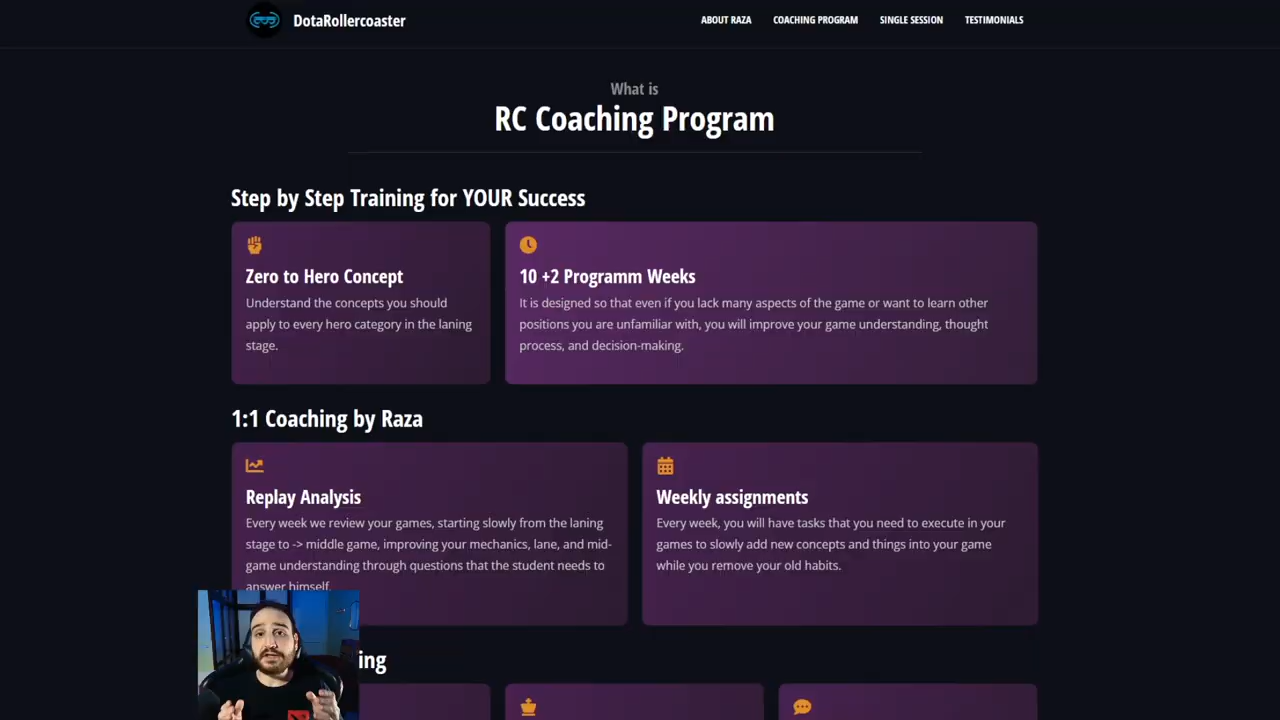 DotaRollercoaster
ABOUT RAZA
COACHING PROGRAM
SINGLE SESSION
TESTIMONIALS
What is
RC Coaching Program
Step by Step Training for YOUR Success
Zero to Hero Concept
Understand the concepts you should
apply to every hero category in the laning
stage.
10 +2 Programm Weeks
It is designed so that even if you lack many aspects of the game or want to learn other
positions you are unfamiliar with, you will improve your game understanding, thought
process, and decision-making.
1:1 Coaching by Raza
Replay Analysis
Every week we review your games, starting slowly from the laning
stage to -> middle game, improving your mechanics, lane, and mid-
game understanding through questions that the student needs to
answer himself.
Weekly assignments
Every week, you will have tasks that you need to execute in your
games to slowly add new concepts and things into your game
while you remove your old habits.
ing